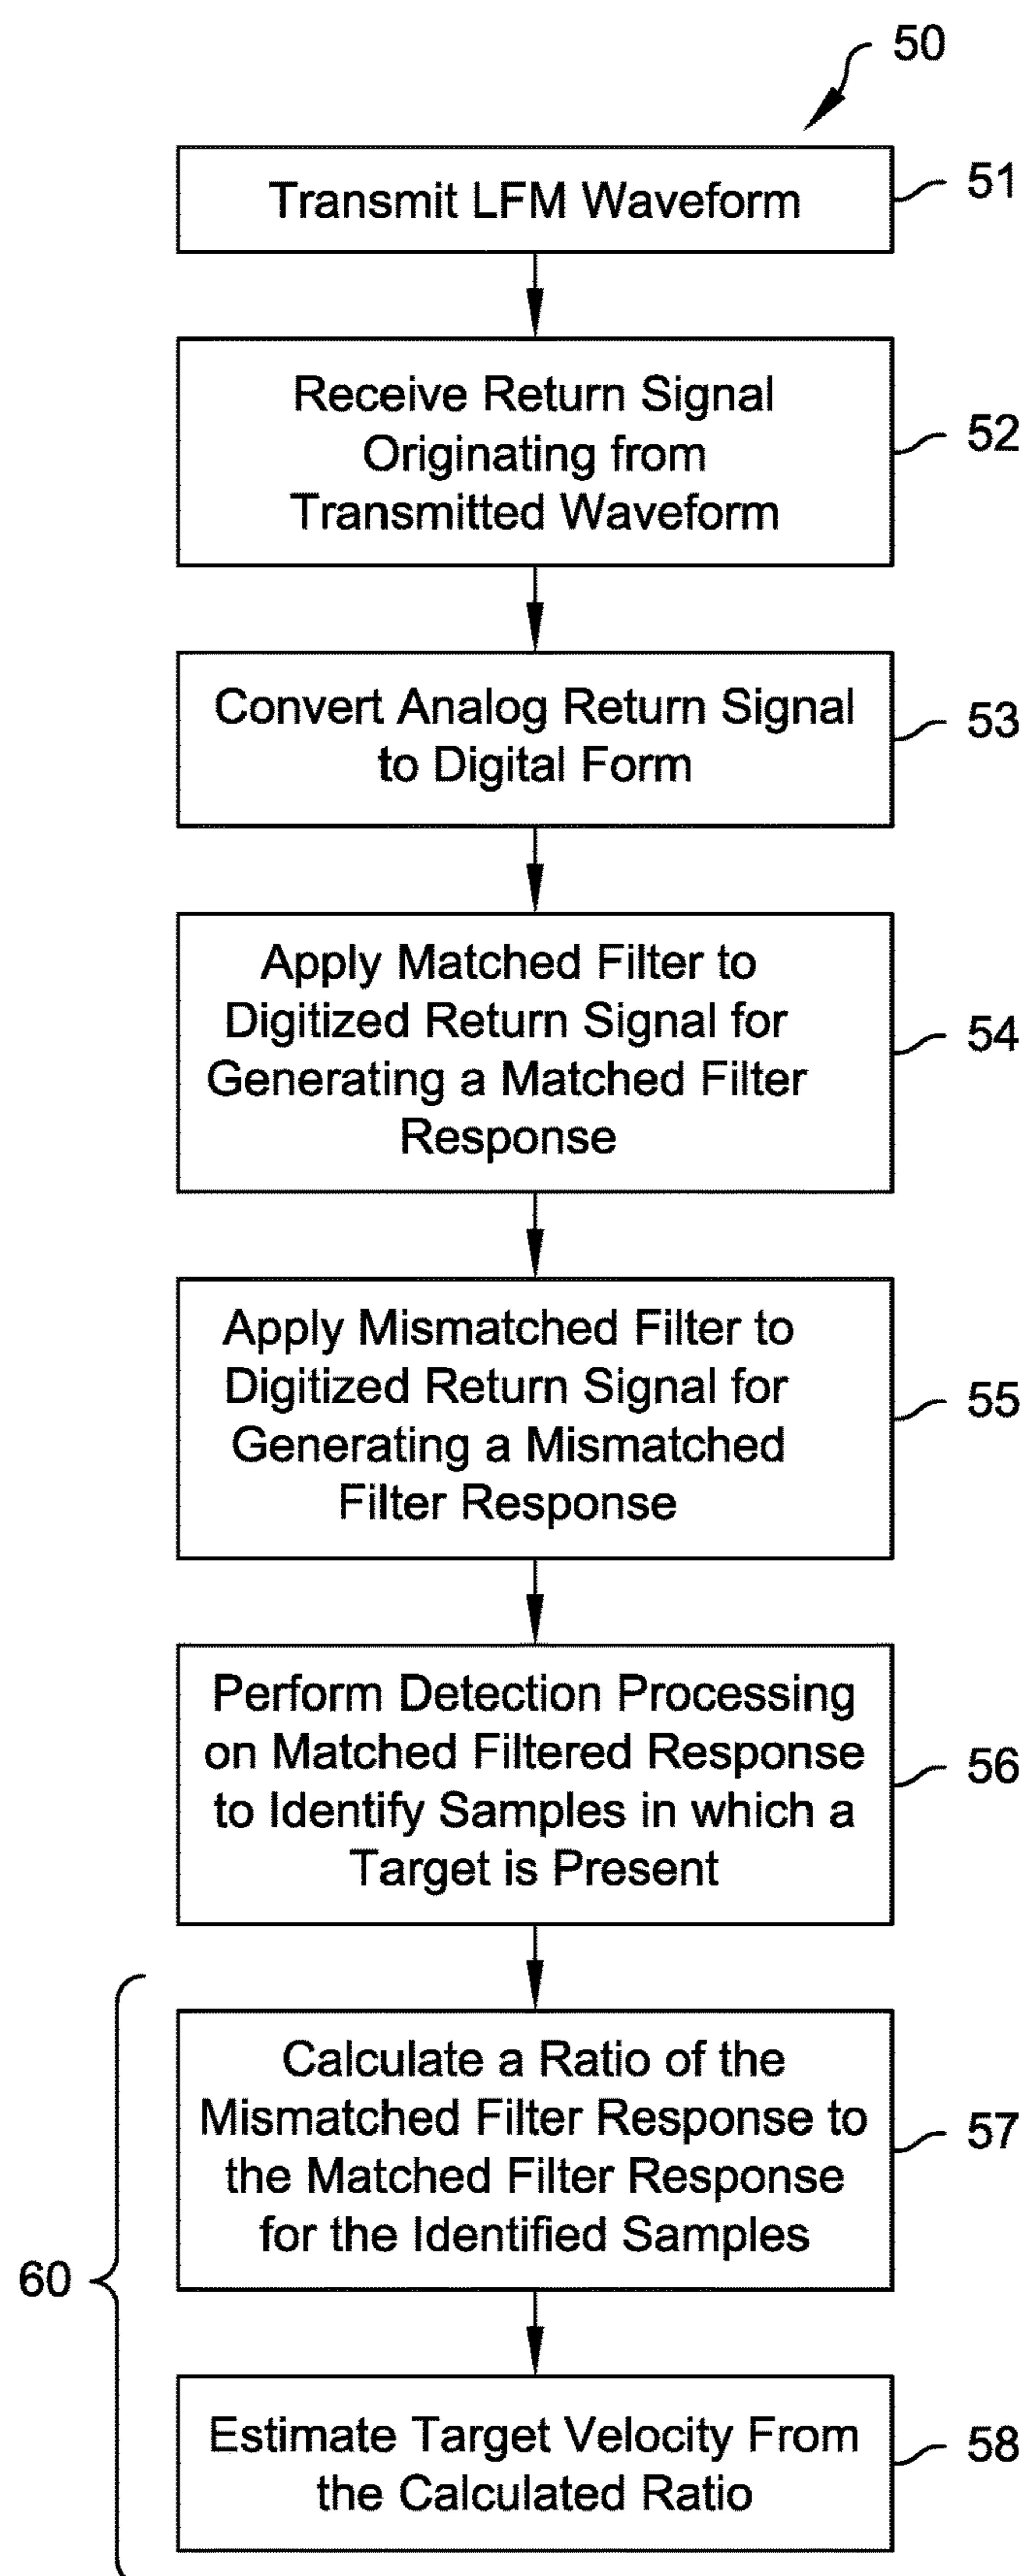 50
Transmit LFM Waveform
51
Receive Return Signal
Originating from
Transmitted Waveform
52
Convert Analog Return Signal
to Digital Form
53
Apply Matched Filter to
Digitized Return Signal for
Generating a Matched Filter
Response
54
Apply Mismatched Filter to
Digitized Return Signal for
Generating a Mismatched
Filter Response
55
Perform Detection Processing
on Matched Filtered Response
to Identify Samples in which a
Target is Present
56
Calculate a Ratio of the
Mismatched Filter Response to
the Matched Filter Response
for the Identified Samples
57
60
Estimate Target Velocity From
the Calculated Ratio
58